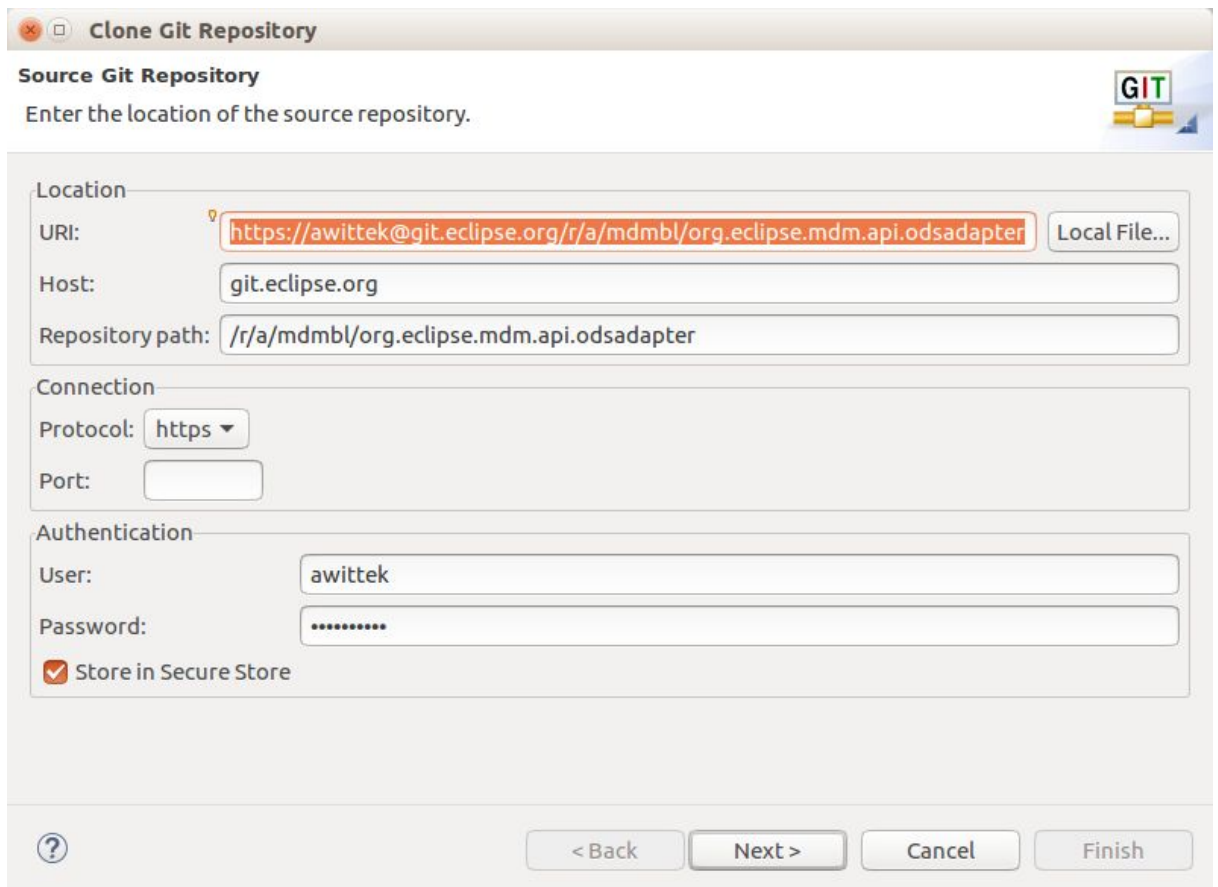 Clone Git Repository
Source Git Repository
Enter the location of the source repository.
GIT
Location
URI: https://awittek@git.eclipse.org/r/a/mdmbl/org.eclipse.mdm.api.odsadapter Local File...
Host: git.eclipse.org
Repository path: /r/a/mdmbl/org.eclipse.mdm.api.odsadapter
Connection
Protocol: https
Port:
Authentication
User: awittek
Password: ••••••••••
Store in Secure Store
? < Back Next > Cancel Finish